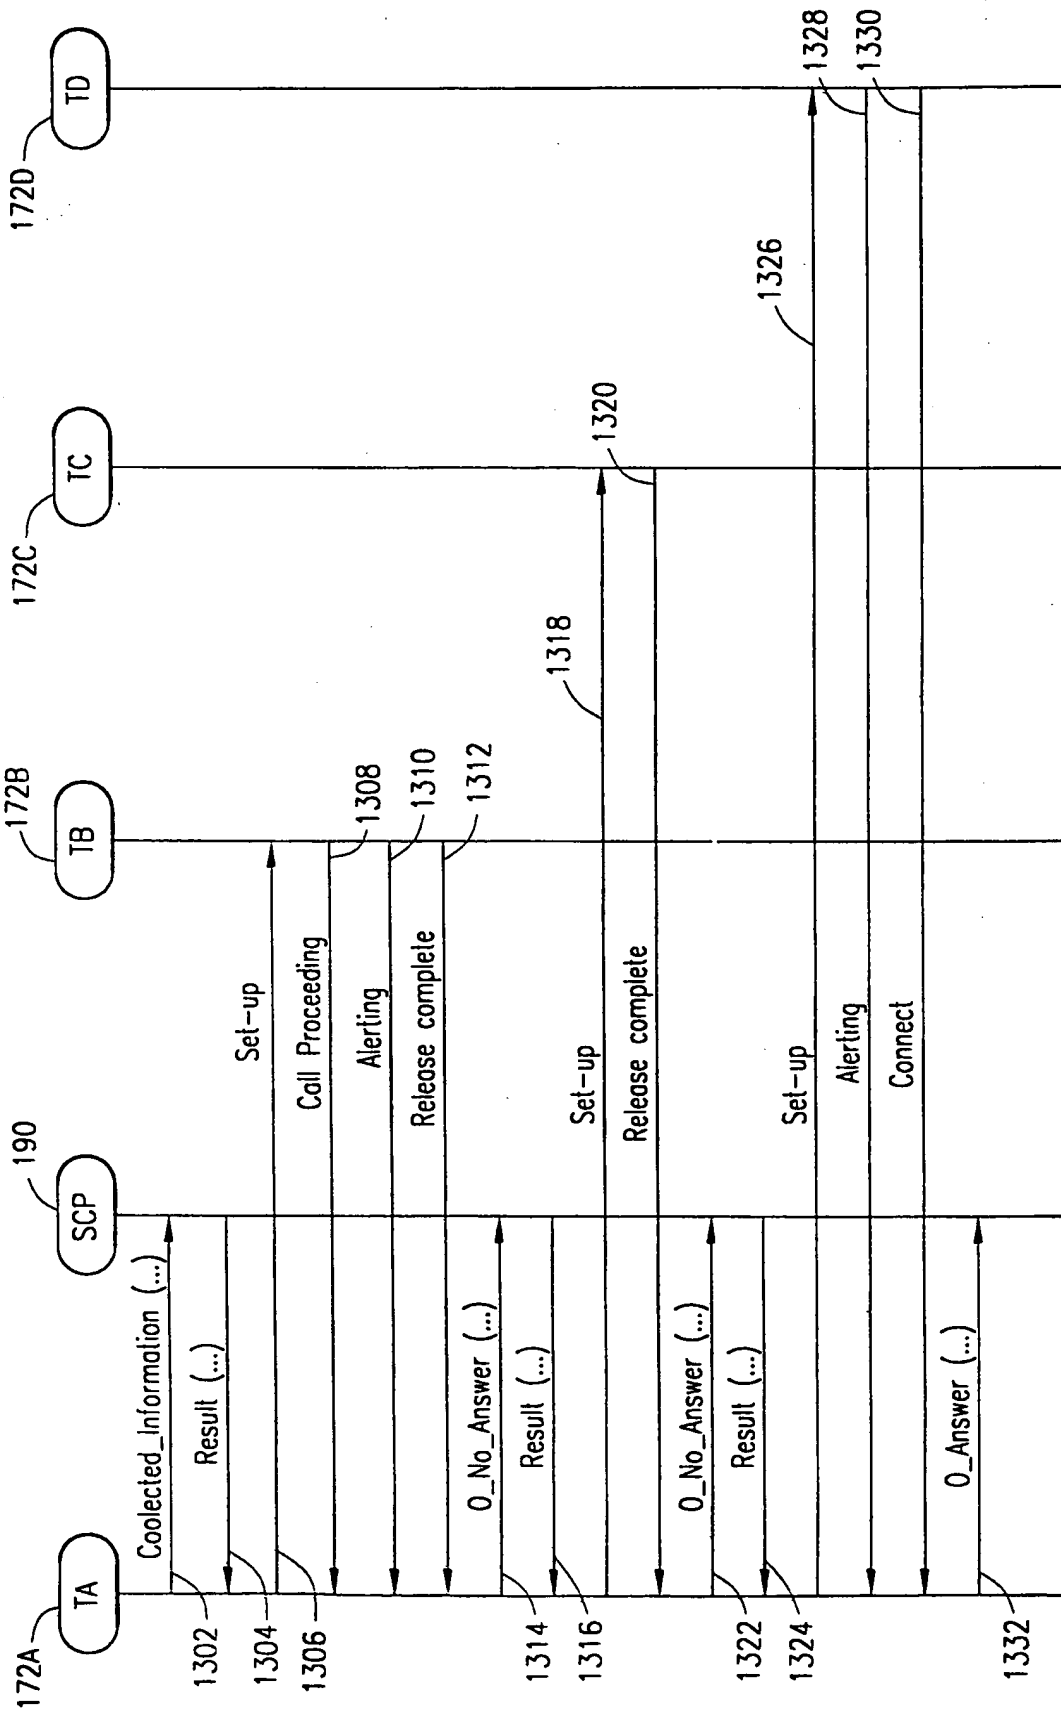 172A
TA
190
SCP
172B
TB
172C
TC
172D
TD
Coolected_Information (...)
1302
Result (...)
1304
Set-up
1306
Call Proceeding
1308
Alerting
1310
Release complete
1312
O_No_Answer (...)
1314
Result (...)
1316
Set-up
1318
Release complete
1320
O_No_Answer (...)
1322
Result (...)
1324
Set-up
1326
Alerting
1328
Connect
1330
O_Answer (...)
1332